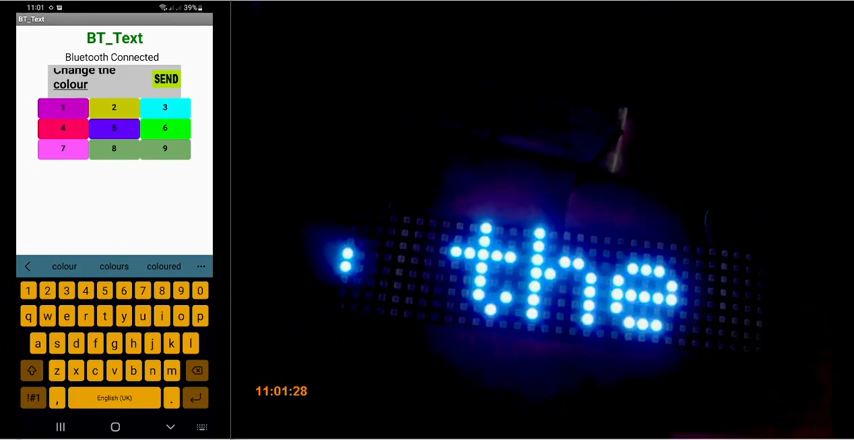 11:01 39%
BT_Text
BT_Text
Bluetooth Connected
Change the
colour
SEND
1 2 3
4 5 6
7 8 9
colour colours coloured ...
1 2 3 4 5 6 7 8 9 0
q w e r t y u i o p
a s d f g h j k l
z x c v b n m
!#1 , English (UK) .
the
11:01:28